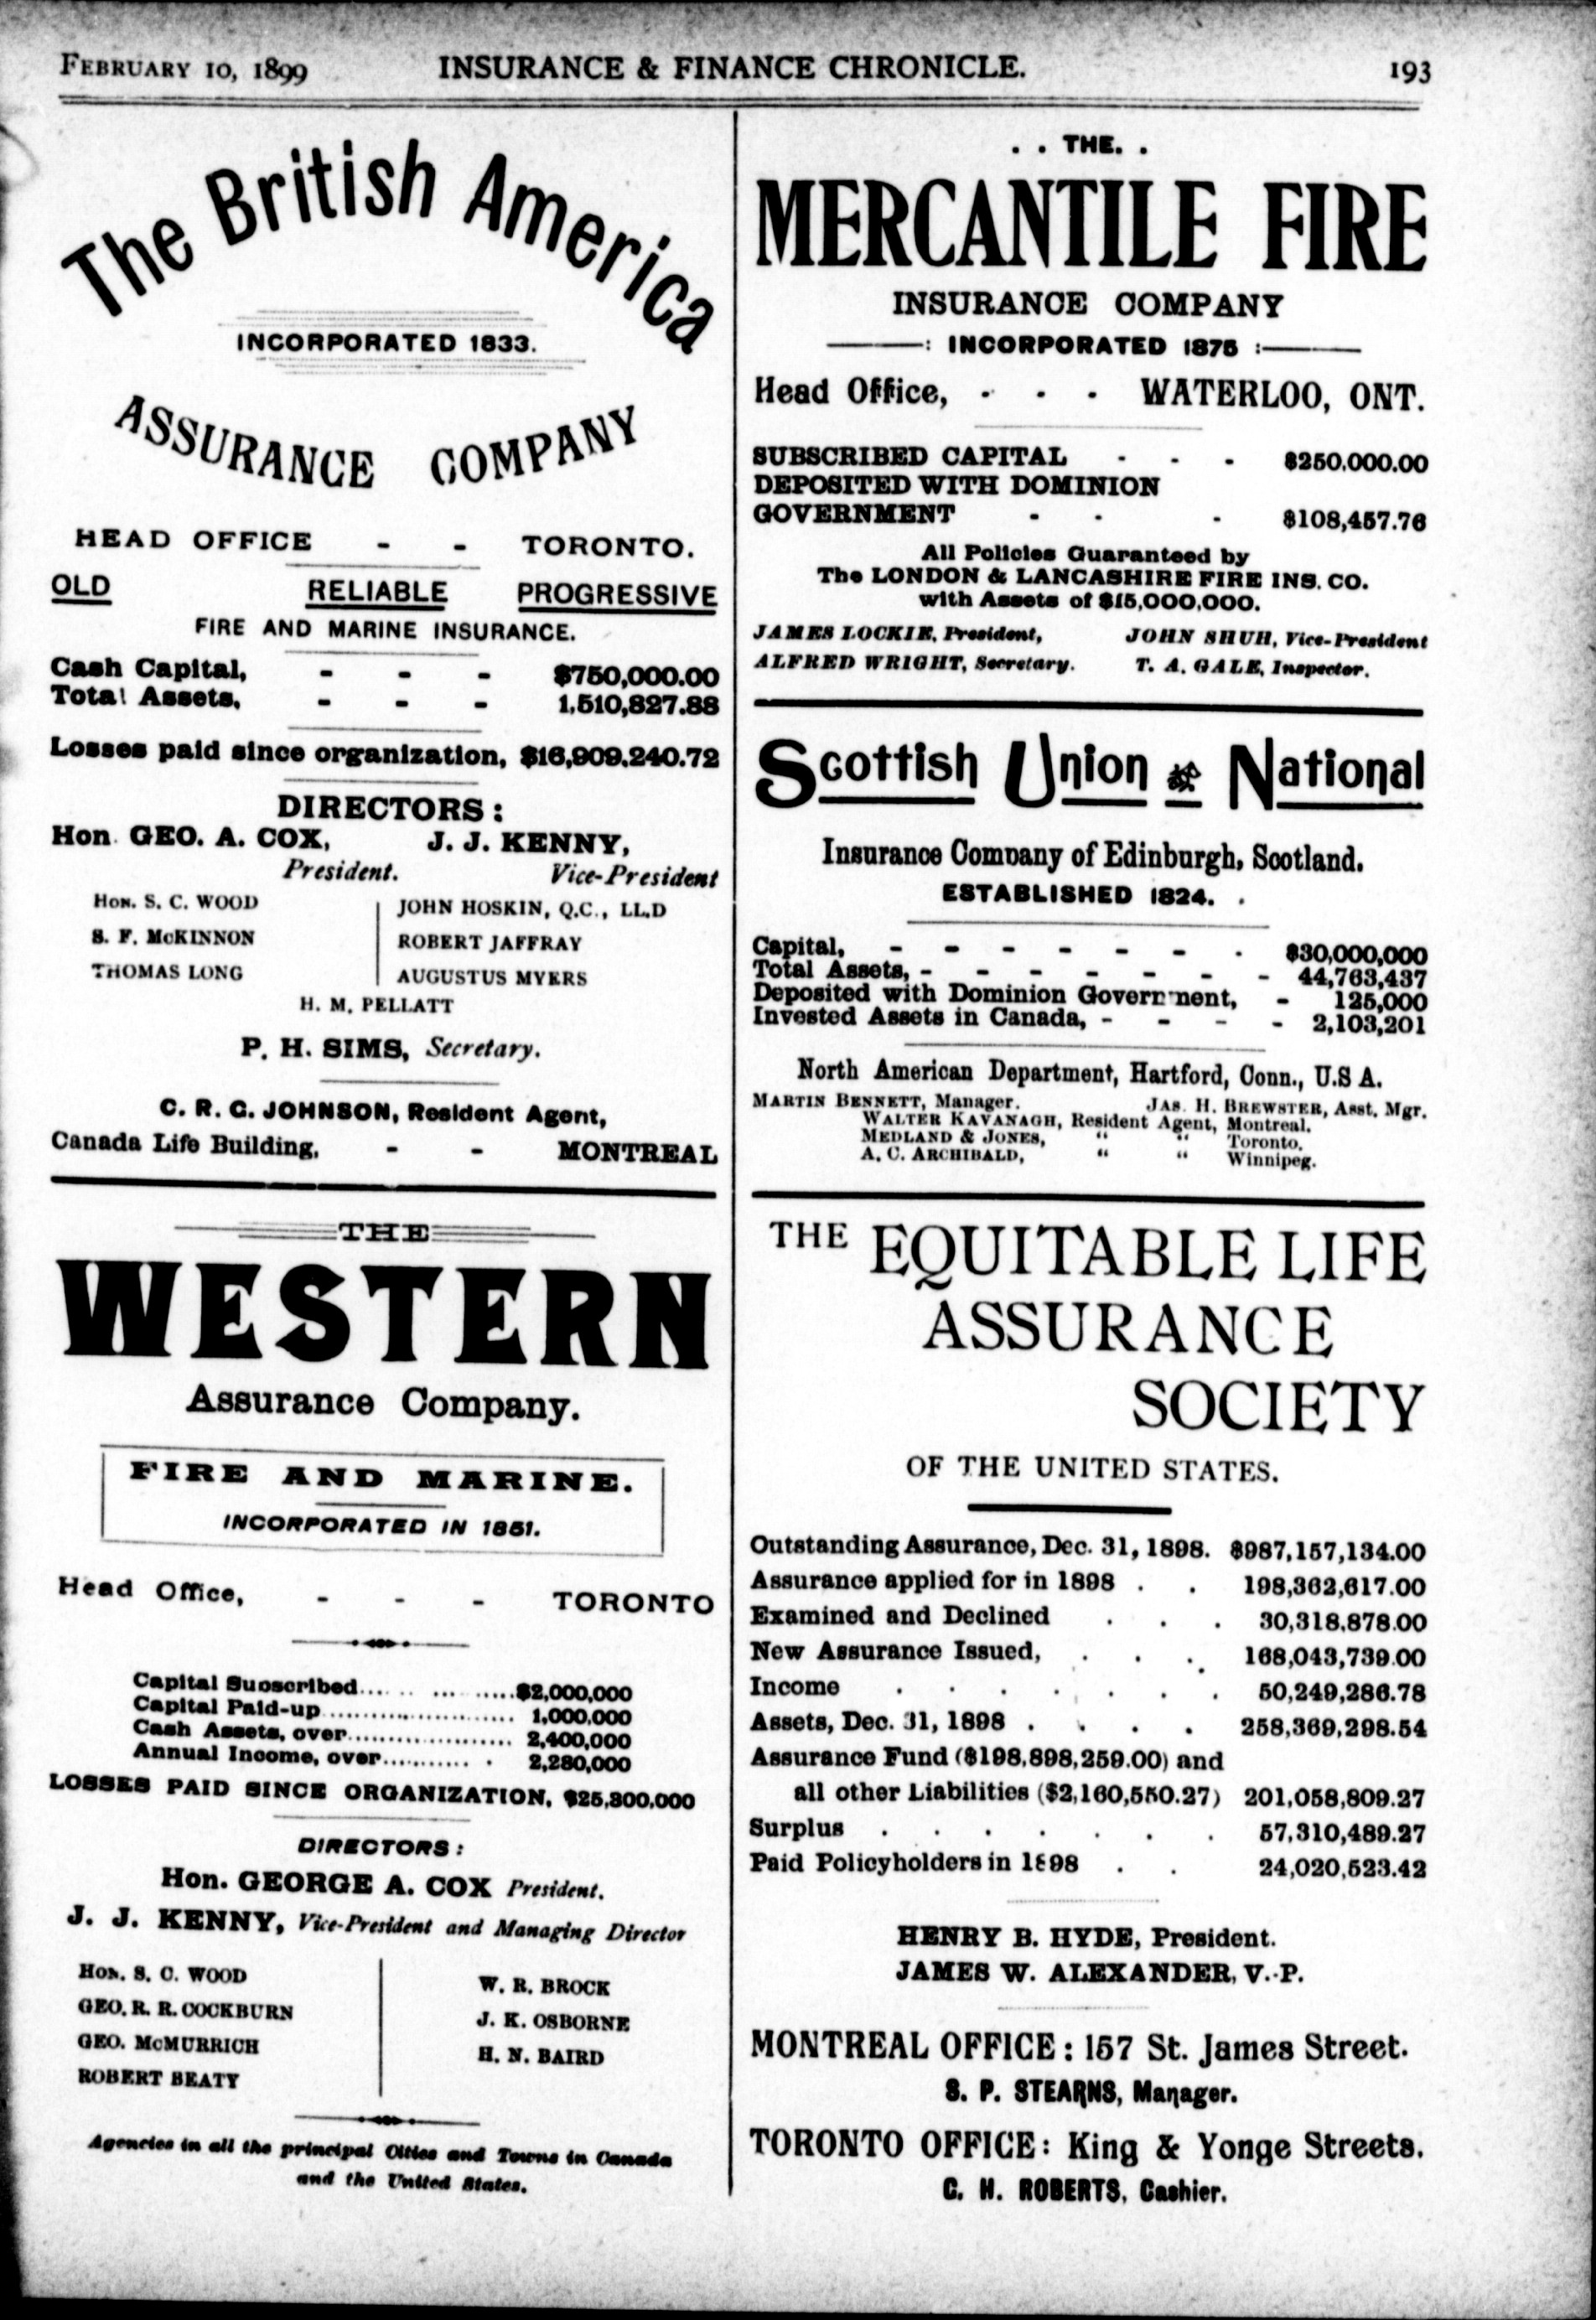 FEBRUARY 10, 1899 INSURANCE & FINANCE CHRONICLE. 193
The British America
INCORPORATED 1833.
ASSURANCE COMPANY
HEAD OFFICE - - TORONTO.
OLD RELIABLE PROGRESSIVE
FIRE AND MARINE INSURANCE.
Cash Capital, - - - $750,000.00
Total Assets, - - - 1,510,827.88
Losses paid since organization, $16,909,240.72
DIRECTORS :
Hon. GEO. A. COX, J. J. KENNY,
President. Vice-President
HON. S. C. WOOD JOHN HOSKIN, Q.C., LL.D
S. F. McKINNON ROBERT JAFFRAY
THOMAS LONG AUGUSTUS MYERS
H. M. PELLATT
P. H. SIMS, Secretary.
C. R. G. JOHNSON, Resident Agent,
Canada Life Building, - - MONTREAL
THE
WESTERN
Assurance Company.
FIRE AND MARINE.
INCORPORATED IN 1851.
Head Office, - - - TORONTO
Capital Suoscribed............$2,000,000
Capital Paid-up........................ 1,000,000
Cash Assets, over..................... 2,400,000
Annual Income, over............ 2,280,000
LOSSES PAID SINCE ORGANIZATION, $25,300,000
DIRECTORS :
Hon. GEORGE A. COX President.
J. J. KENNY, Vice-President and Managing Director
HON. S. C. WOOD W. R. BROCK
GEO. R. R. COCKBURN J. K. OSBORNE
GEO. McMURRICH H. N. BAIRD
ROBERT BEATY
Agencies in all the principal Cities and Towns in Canada
and the United States.
. . THE. .
MERCANTILE FIRE
INSURANCE COMPANY
: INCORPORATED 1875 :
Head Office, - - - WATERLOO, ONT.
SUBSCRIBED CAPITAL - - - $250,000.00
DEPOSITED WITH DOMINION
GOVERNMENT - - - $108,457.76
All Policies Guaranteed by
The LONDON & LANCASHIRE FIRE INS. CO.
with Assets of $15,000,000.
JAMES LOCKIE, President, JOHN SHUH, Vice-President
ALFRED WRIGHT, Secretary. T. A. GALE, Inspector.
Scottish Union & National
Insurance Company of Edinburgh, Scotland.
ESTABLISHED 1824.
Capital, - - - - - - - $30,000,000
Total Assets, - - - - - - - 44,763,437
Deposited with Dominion Government, - 125,000
Invested Assets in Canada, - - - - 2,103,201
North American Department, Hartford, Conn., U.S A.
MARTIN BENNETT, Manager. JAS. H. BREWSTER, Asst. Mgr.
WALTER KAVANAGH, Resident Agent, Montreal.
MEDLAND & JONES, " " Toronto.
A. C. ARCHIBALD, " " Winnipeg.
THE EQUITABLE LIFE
ASSURANCE
SOCIETY
OF THE UNITED STATES.
Outstanding Assurance, Dec. 31, 1898. $987,157,134.00
Assurance applied for in 1898 . . 198,362,617.00
Examined and Declined . . . 30,318,878.00
New Assurance Issued, . . . 168,043,739.00
Income . . . . . . . 50,249,286.78
Assets, Dec. 31, 1898 . . . . 258,369,298.54
Assurance Fund ($198,898,259.00) and
all other Liabilities ($2,160,550.27) 201,058,809.27
Surplus . . . . . . . 57,310,489.27
Paid Policyholders in 1898 . . 24,020,523.42
HENRY B. HYDE, President.
JAMES W. ALEXANDER, V.-P.
MONTREAL OFFICE : 157 St. James Street.
S. P. STEARNS, Manager.
TORONTO OFFICE : King & Yonge Streets.
C. H. ROBERTS, Cashier.